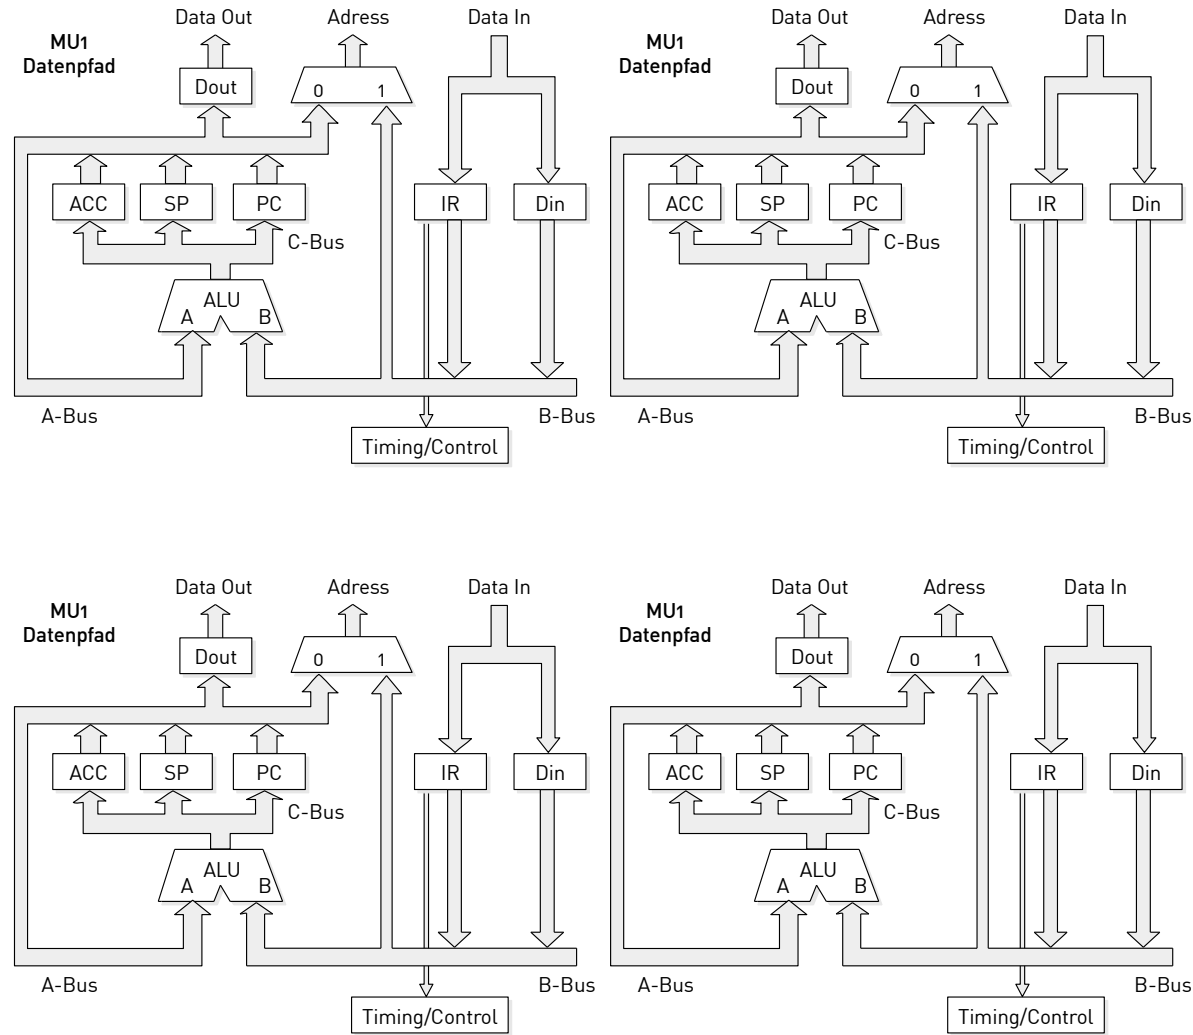 Data Out Adress Data In
MU1
Datenpfad
Dout
0 1
ACC SP PC IR Din
C-Bus
ALU
A B
A-Bus B-Bus
Timing/Control
Data Out Adress Data In
MU1
Datenpfad
Dout
0 1
ACC SP PC IR Din
C-Bus
ALU
A B
A-Bus B-Bus
Timing/Control
Data Out Adress Data In
MU1
Datenpfad
Dout
0 1
ACC SP PC IR Din
C-Bus
ALU
A B
A-Bus B-Bus
Timing/Control
Data Out Adress Data In
MU1
Datenpfad
Dout
0 1
ACC SP PC IR Din
C-Bus
ALU
A B
A-Bus B-Bus
Timing/Control